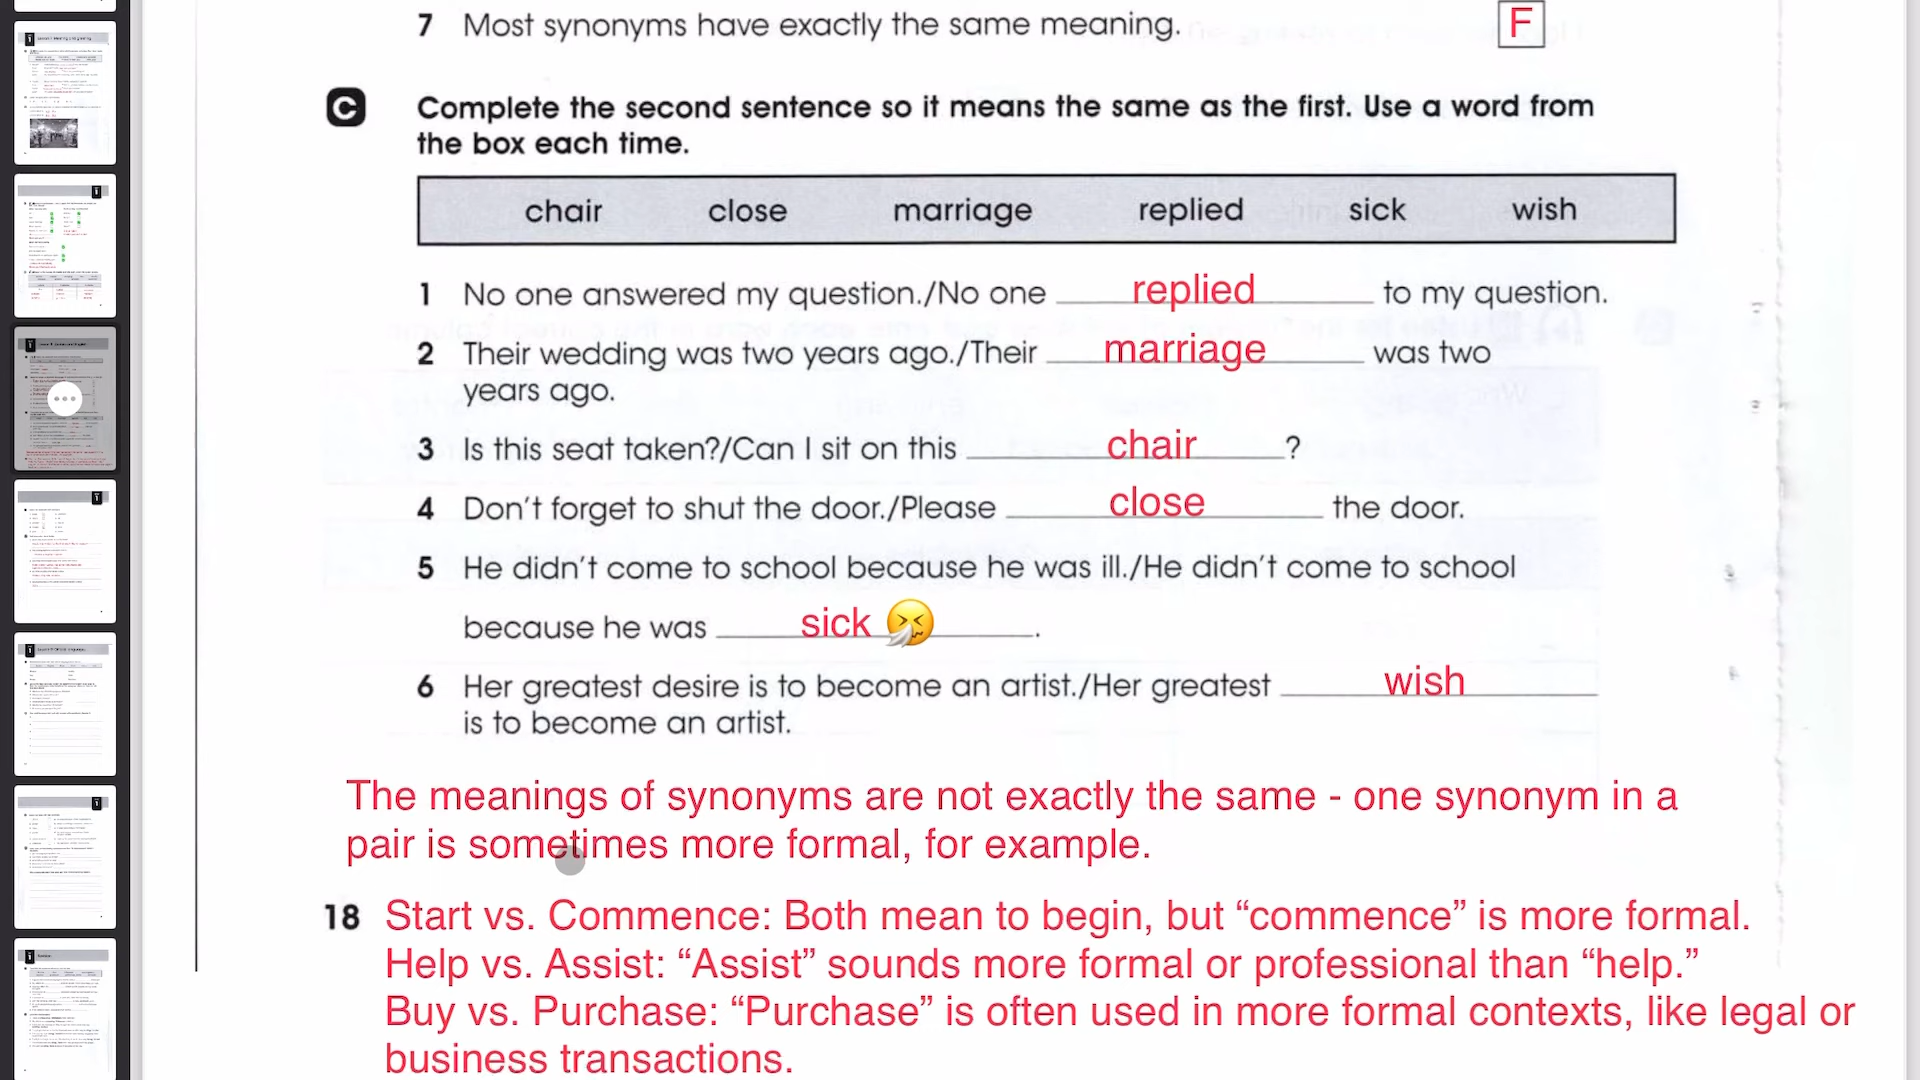 7 Most synonyms have exactly the same meaning. F
C Complete the second sentence so it means the same as the first. Use a word from
the box each time.
chair close marriage replied sick wish
1 No one answered my question./No one replied to my question.
2 Their wedding was two years ago./Their marriage was two
years ago.
3 Is this seat taken?/Can I sit on this chair ?
4 Don't forget to shut the door./Please close the door.
5 He didn't come to school because he was ill./He didn't come to school
because he was sick 🤧 .
6 Her greatest desire is to become an artist./Her greatest wish
is to become an artist.
The meanings of synonyms are not exactly the same - one synonym in a
pair is sometimes more formal, for example.
18 Start vs. Commence: Both mean to begin, but “commence” is more formal.
Help vs. Assist: “Assist” sounds more formal or professional than “help.”
Buy vs. Purchase: “Purchase” is often used in more formal contexts, like legal or
business transactions.